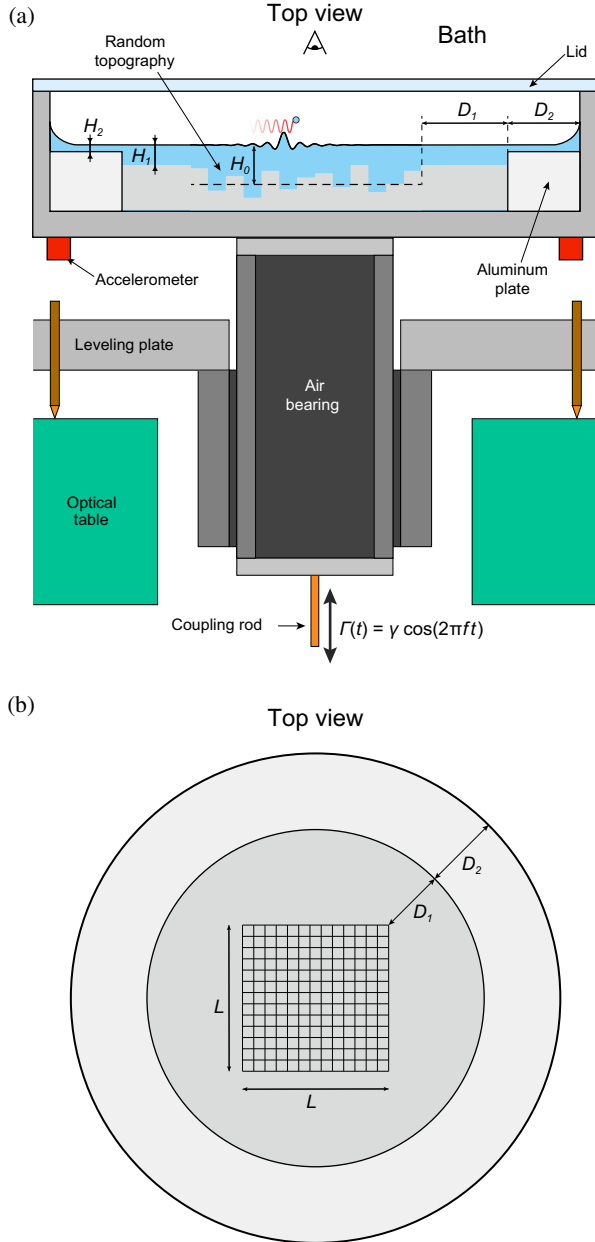 (a)
Top view
Bath
Random
topography
Lid
D₁
D₂
H₂
H₁
H₀
Accelerometer
Aluminum
plate
Leveling plate
Air
bearing
Optical
table
Coupling rod
Γ(t) = γ cos(2πft)
(b)
Top view
D₂
D₁
L
L